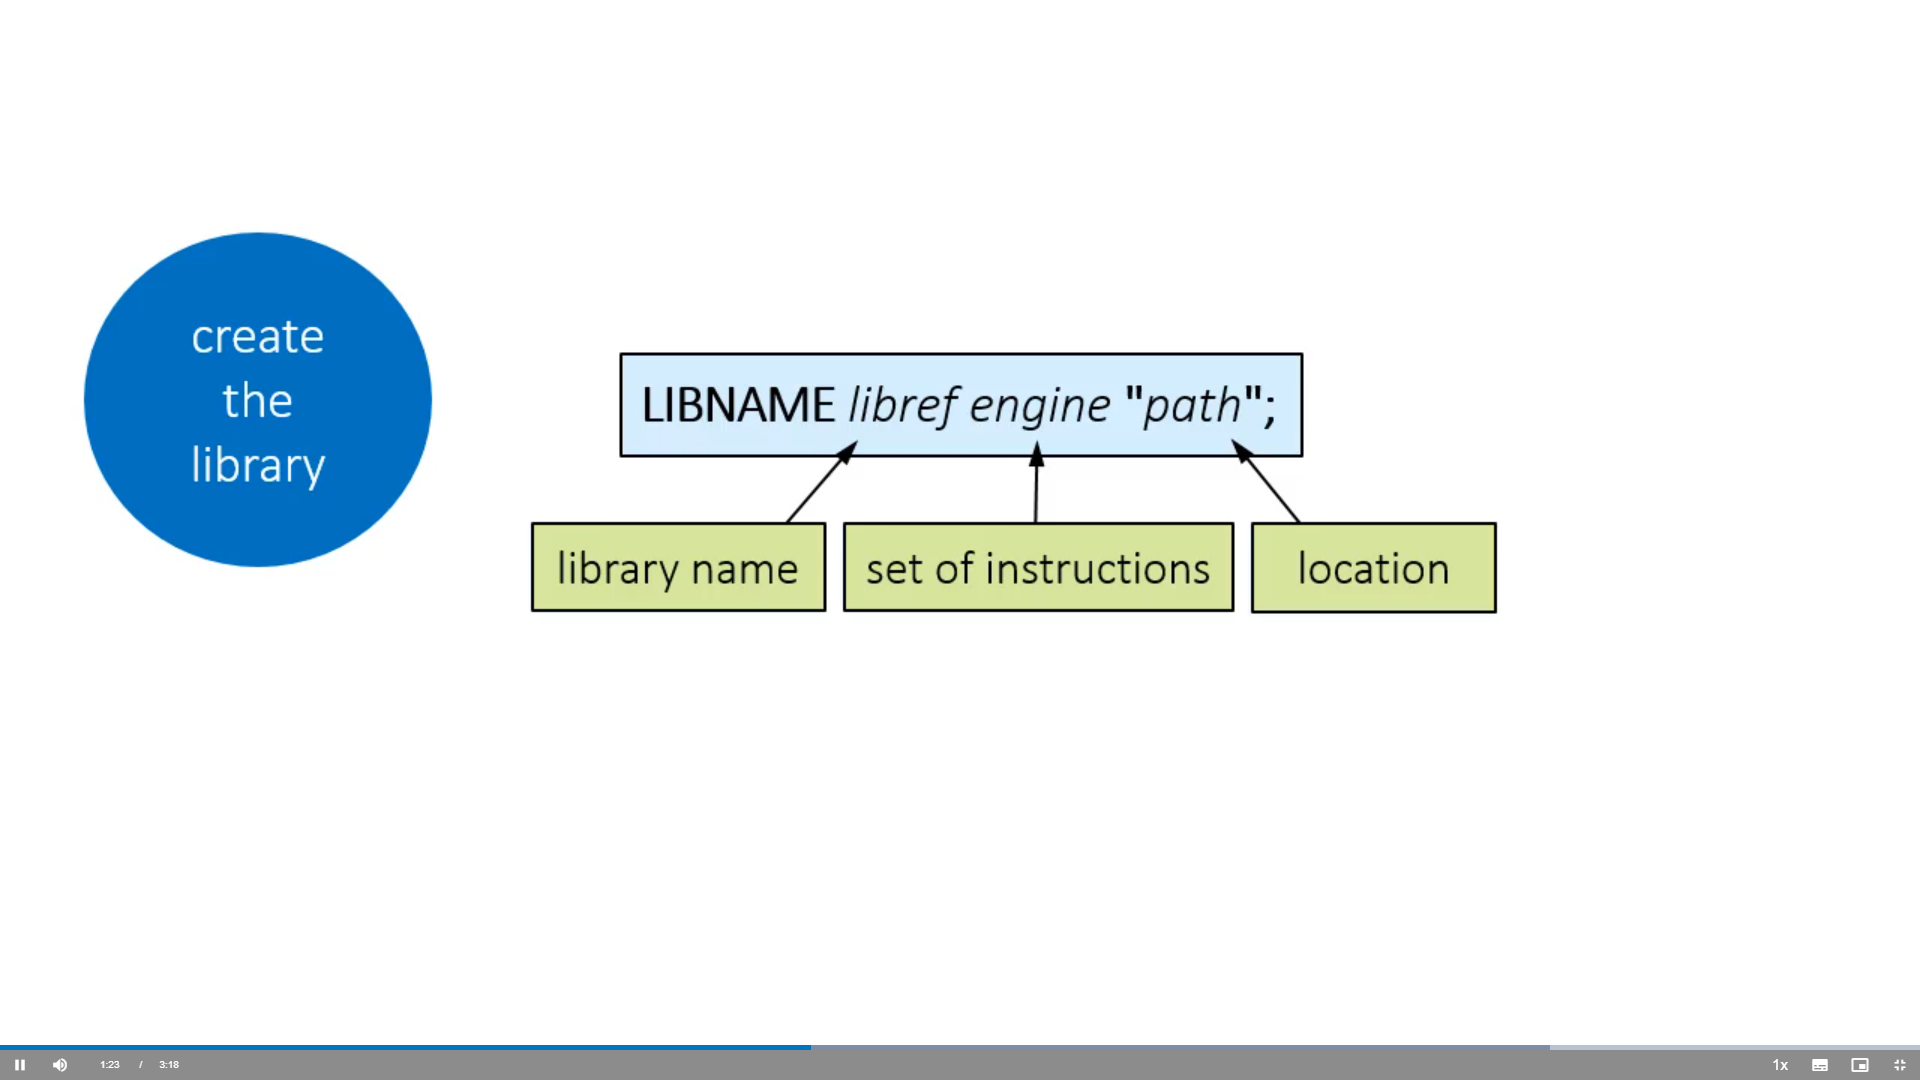 create
the
library
LIBNAME libref engine "path";
library name
set of instructions
location
1:23 / 3:18
1x